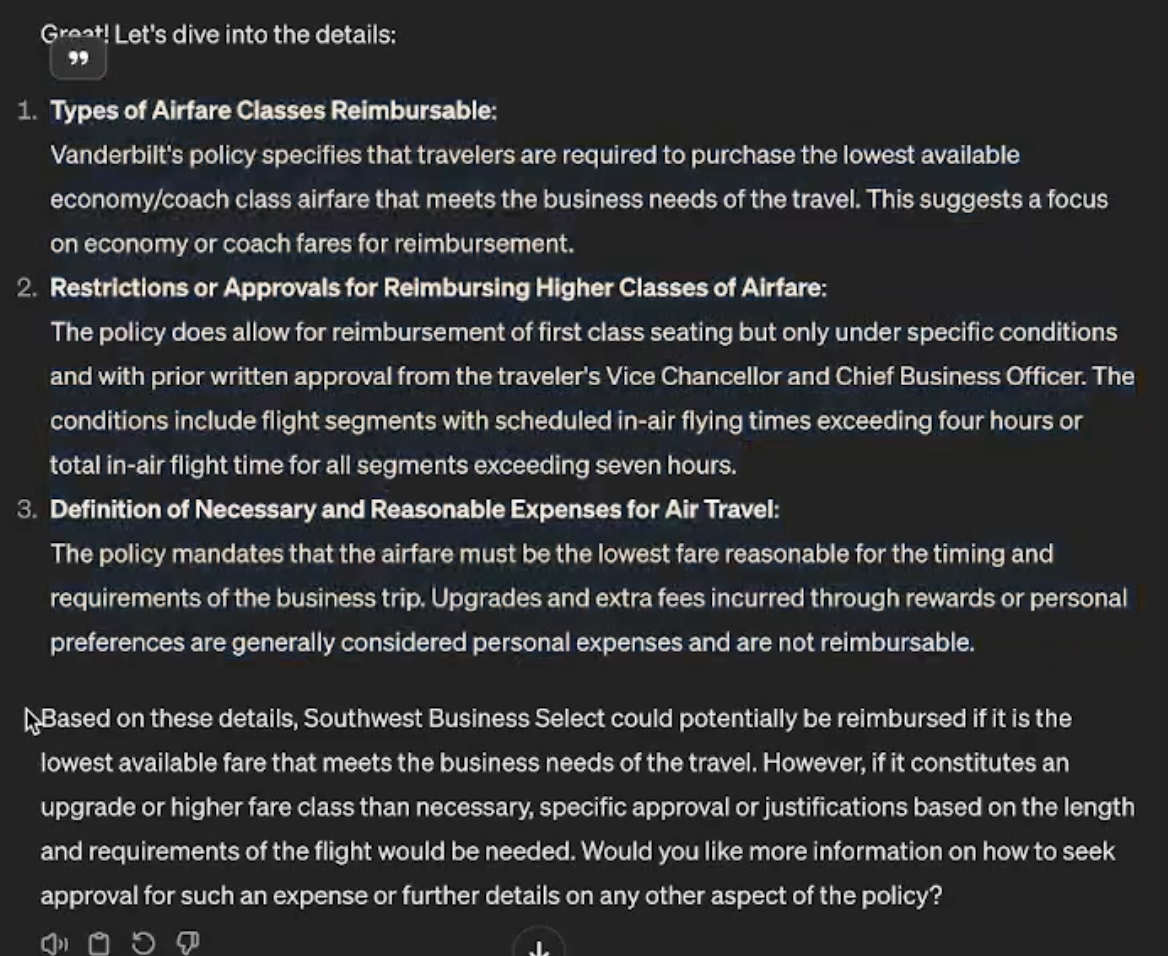 Great! Let's dive into the details:
1. Types of Airfare Classes Reimbursable:
Vanderbilt's policy specifies that travelers are required to purchase the lowest available
economy/coach class airfare that meets the business needs of the travel. This suggests a focus
on economy or coach fares for reimbursement.
2. Restrictions or Approvals for Reimbursing Higher Classes of Airfare:
The policy does allow for reimbursement of first class seating but only under specific conditions
and with prior written approval from the traveler's Vice Chancellor and Chief Business Officer. The
conditions include flight segments with scheduled in-air flying times exceeding four hours or
total in-air flight time for all segments exceeding seven hours.
3. Definition of Necessary and Reasonable Expenses for Air Travel:
The policy mandates that the airfare must be the lowest fare reasonable for the timing and
requirements of the business trip. Upgrades and extra fees incurred through rewards or personal
preferences are generally considered personal expenses and are not reimbursable.
Based on these details, Southwest Business Select could potentially be reimbursed if it is the
lowest available fare that meets the business needs of the travel. However, if it constitutes an
upgrade or higher fare class than necessary, specific approval or justifications based on the length
and requirements of the flight would be needed. Would you like more information on how to seek
approval for such an expense or further details on any other aspect of the policy?